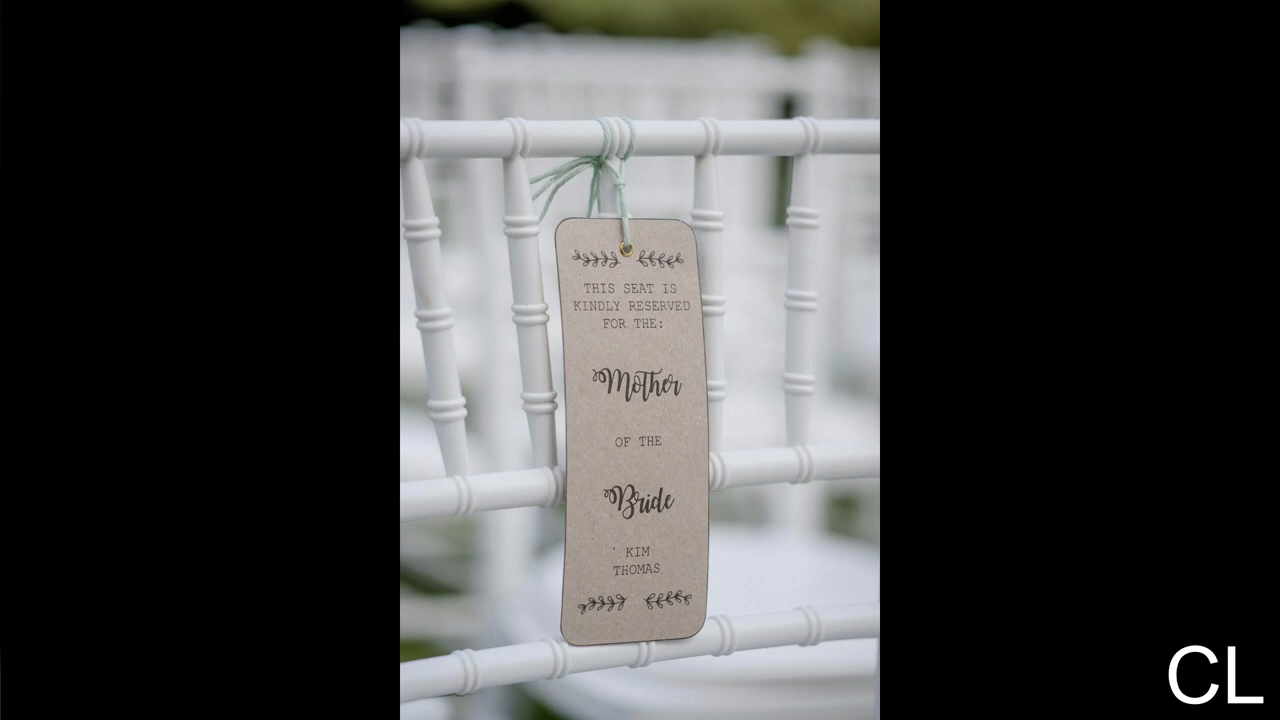 THIS SEAT IS
KINDLY RESERVED
FOR THE:
Mother
OF THE
Bride
KIM
THOMAS
CL